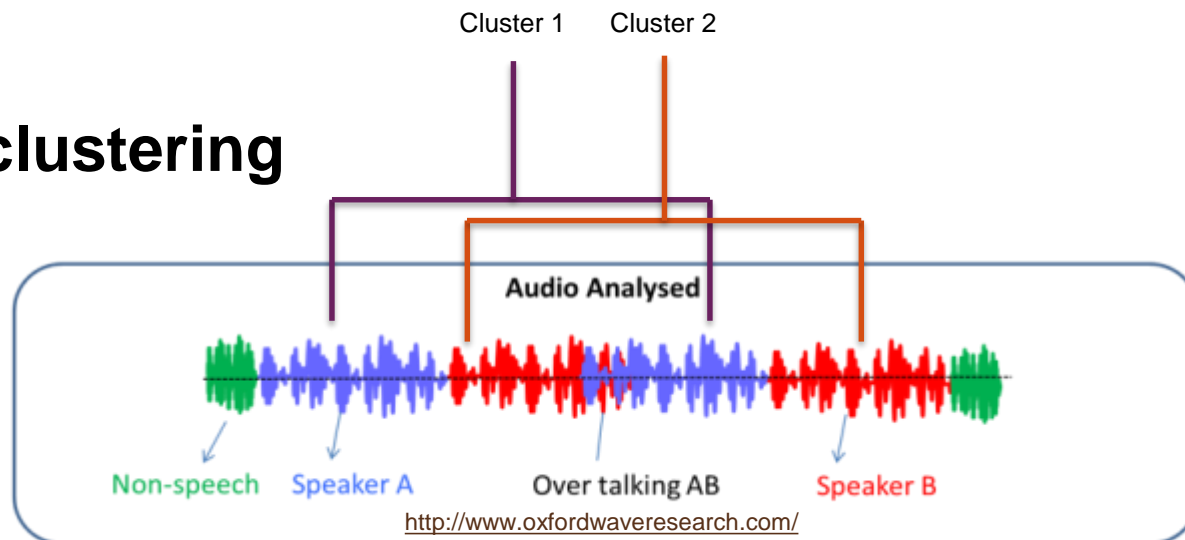 Cluster 1 Cluster 2
clustering
Audio Analysed
Non-speech Speaker A Over talking AB Speaker B
http://www.oxfordwaveresearch.com/